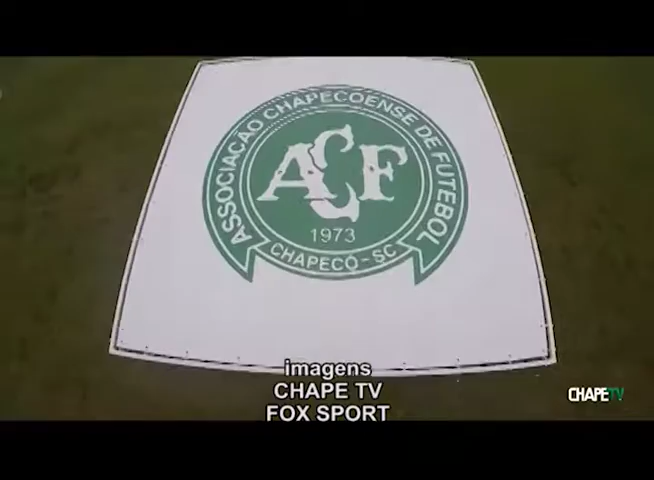 ASSOCIAÇÃO CHAPECOENSE DE FUTEBOL
ACF
1973
CHAPECÓ - SC
imagens
CHAPE TV
FOX SPORT
CHAPETV